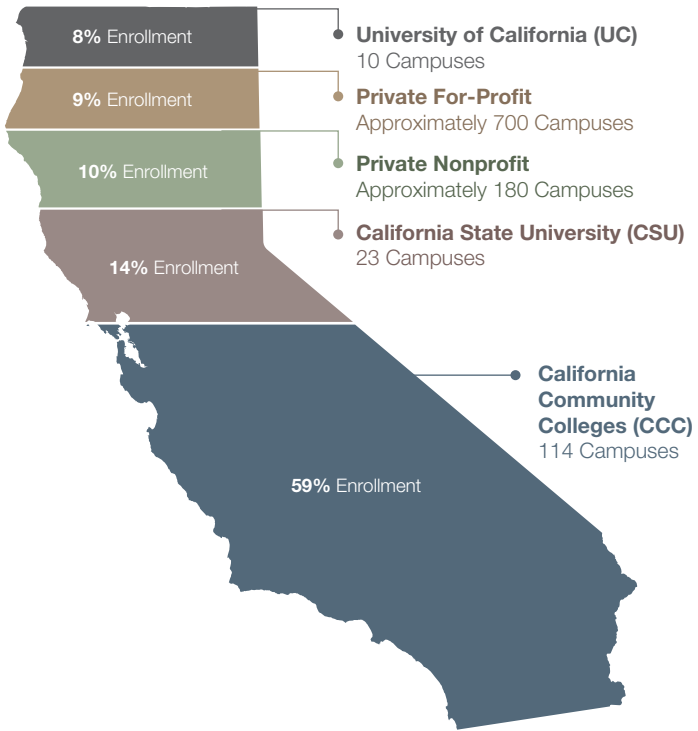 8% Enrollment
University of California (UC)
10 Campuses
9% Enrollment
Private For-Profit
Approximately 700 Campuses
10% Enrollment
Private Nonprofit
Approximately 180 Campuses
14% Enrollment
California State University (CSU)
23 Campuses
California
Community
Colleges (CCC)
114 Campuses
59% Enrollment